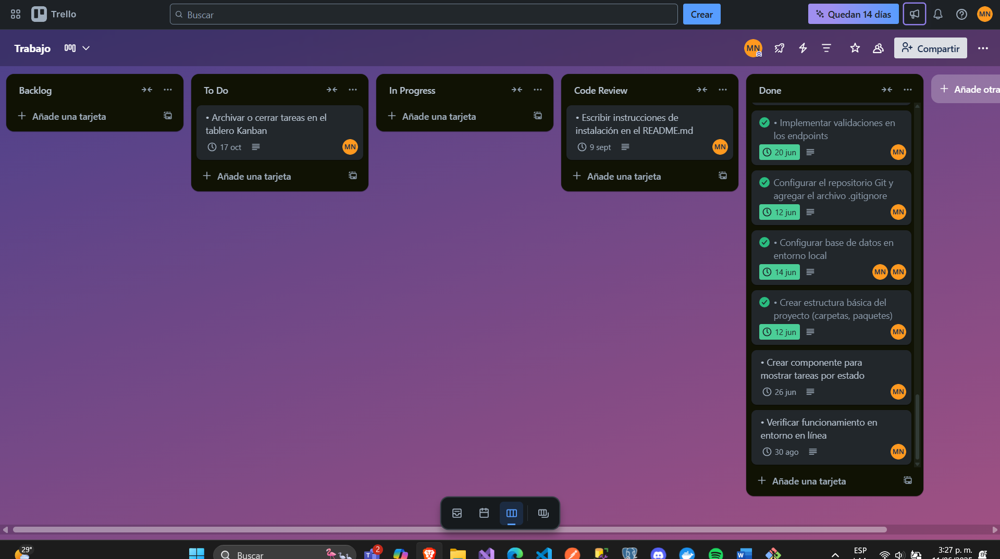 Trello
Buscar
Crear
Quedan 14 días
MN
Trabajo
MN
Compartir
Backlog
Añade una tarjeta
To Do
• Archivar o cerrar tareas en el
tablero Kanban
17 oct
MN
Añade una tarjeta
In Progress
Añade una tarjeta
Code Review
• Escribir instrucciones de
instalación en el README.md
9 sept
MN
Añade una tarjeta
Done
• Implementar validaciones en
los endpoints
20 jun
MN
Configurar el repositorio Git y
agregar el archivo .gitignore
12 jun
MN
• Configurar base de datos en
entorno local
14 jun
MN MN
• Crear estructura básica del
proyecto (carpetas, paquetes)
12 jun
MN
• Crear componente para
mostrar tareas por estado
26 jun
MN
• Verificar funcionamiento en
entorno en línea
30 ago
MN
Añade una tarjeta
Añade otra
29°
Buscar
2
ESP
3:27 p. m.